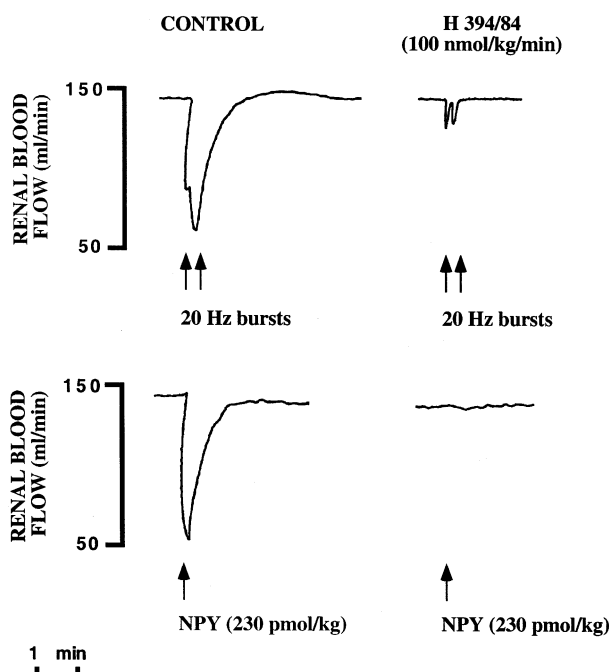 CONTROL
H 394/84
(100 nmol/kg/min)
RENAL BLOOD
FLOW (ml/min)
150
50
20 Hz bursts
20 Hz bursts
RENAL BLOOD
FLOW (ml/min)
150
50
NPY (230 pmol/kg)
NPY (230 pmol/kg)
1 min